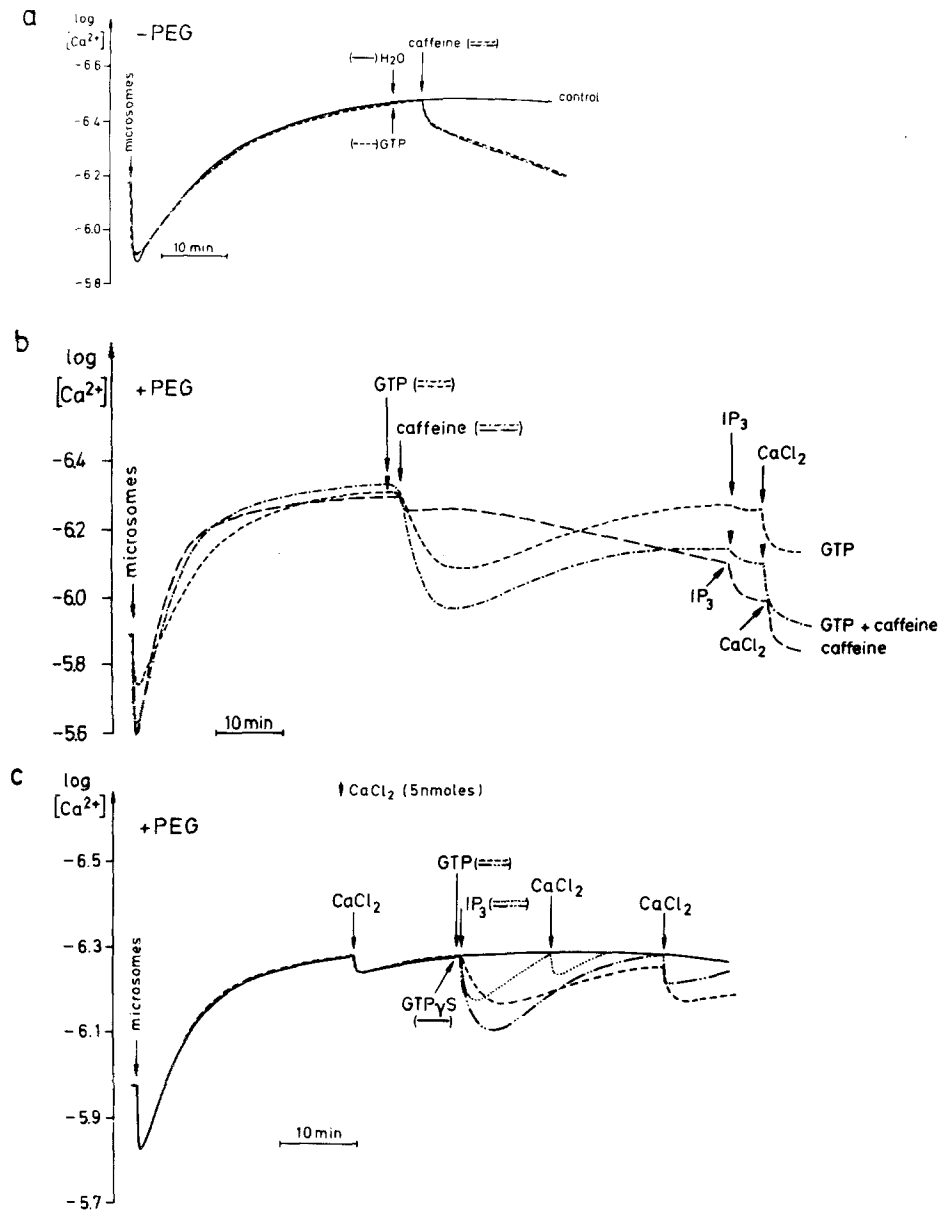 a
log
[Ca²⁺]
-PEG
-6.6
-6.4
-6.2
-6.0
-5.8
microsomes
(—)H₂O
caffeine (====)
control
(---)GTP
10 min
b
log
[Ca²⁺]
+PEG
-6.4
-6.2
-6.0
-5.8
-5.6
microsomes
GTP (====)
caffeine (====)
IP₃
CaCl₂
GTP
IP₃
CaCl₂
GTP + caffeine
caffeine
10 min
c
log
[Ca²⁺]
+PEG
CaCl₂ (5nmoles)
-6.5
-6.3
-6.1
-5.9
-5.7
microsomes
CaCl₂
GTP(====)
IP₃(====)
CaCl₂
CaCl₂
GTPγS
(—)
10 min